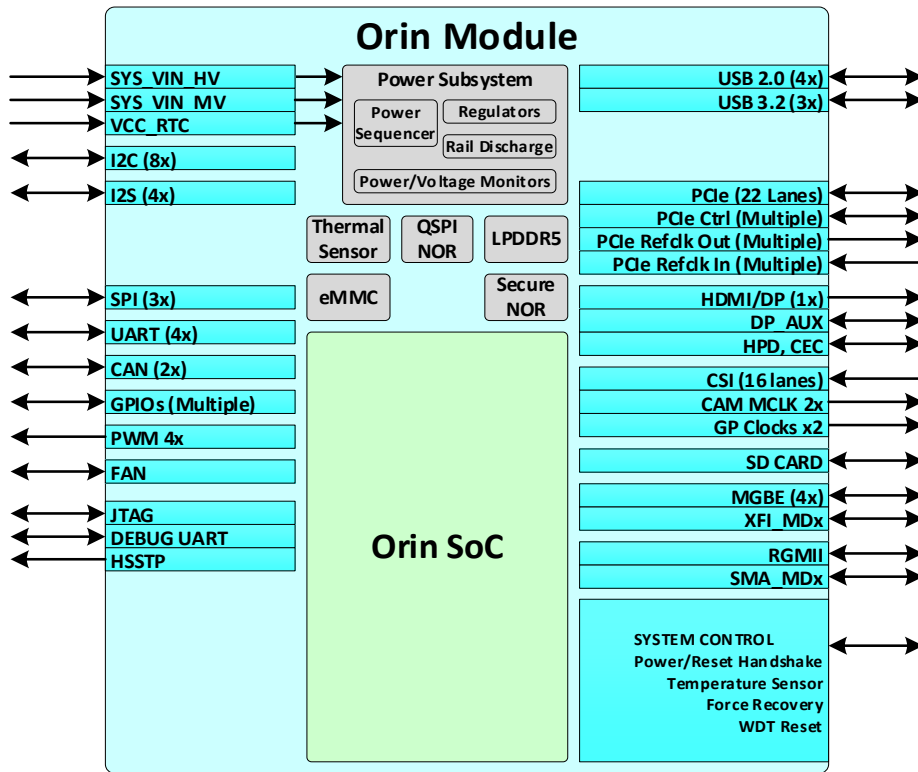 Orin Module
SYS_VIN_HV
SYS_VIN_MV
VCC_RTC
I2C (8x)
I2S (4x)
SPI (3x)
UART (4x)
CAN (2x)
GPIOs (Multiple)
PWM 4x
FAN
JTAG
DEBUG UART
HSSTP
Power Subsystem
Power
Sequencer
Regulators
Rail Discharge
Power/Voltage Monitors
Thermal
Sensor
QSPI
NOR
LPDDR5
eMMC
Secure
NOR
Orin SoC
USB 2.0 (4x)
USB 3.2 (3x)
PCIe (22 Lanes)
PCIe Ctrl (Multiple)
PCIe Refclk Out (Multiple)
PCIe Refclk In (Multiple)
HDMI/DP (1x)
DP_AUX
HPD, CEC
CSI (16 lanes)
CAM MCLK 2x
GP Clocks x2
SD CARD
MGBE (4x)
XFI_MDx
RGMII
SMA_MDx
SYSTEM CONTROL
Power/Reset Handshake
Temperature Sensor
Force Recovery
WDT Reset